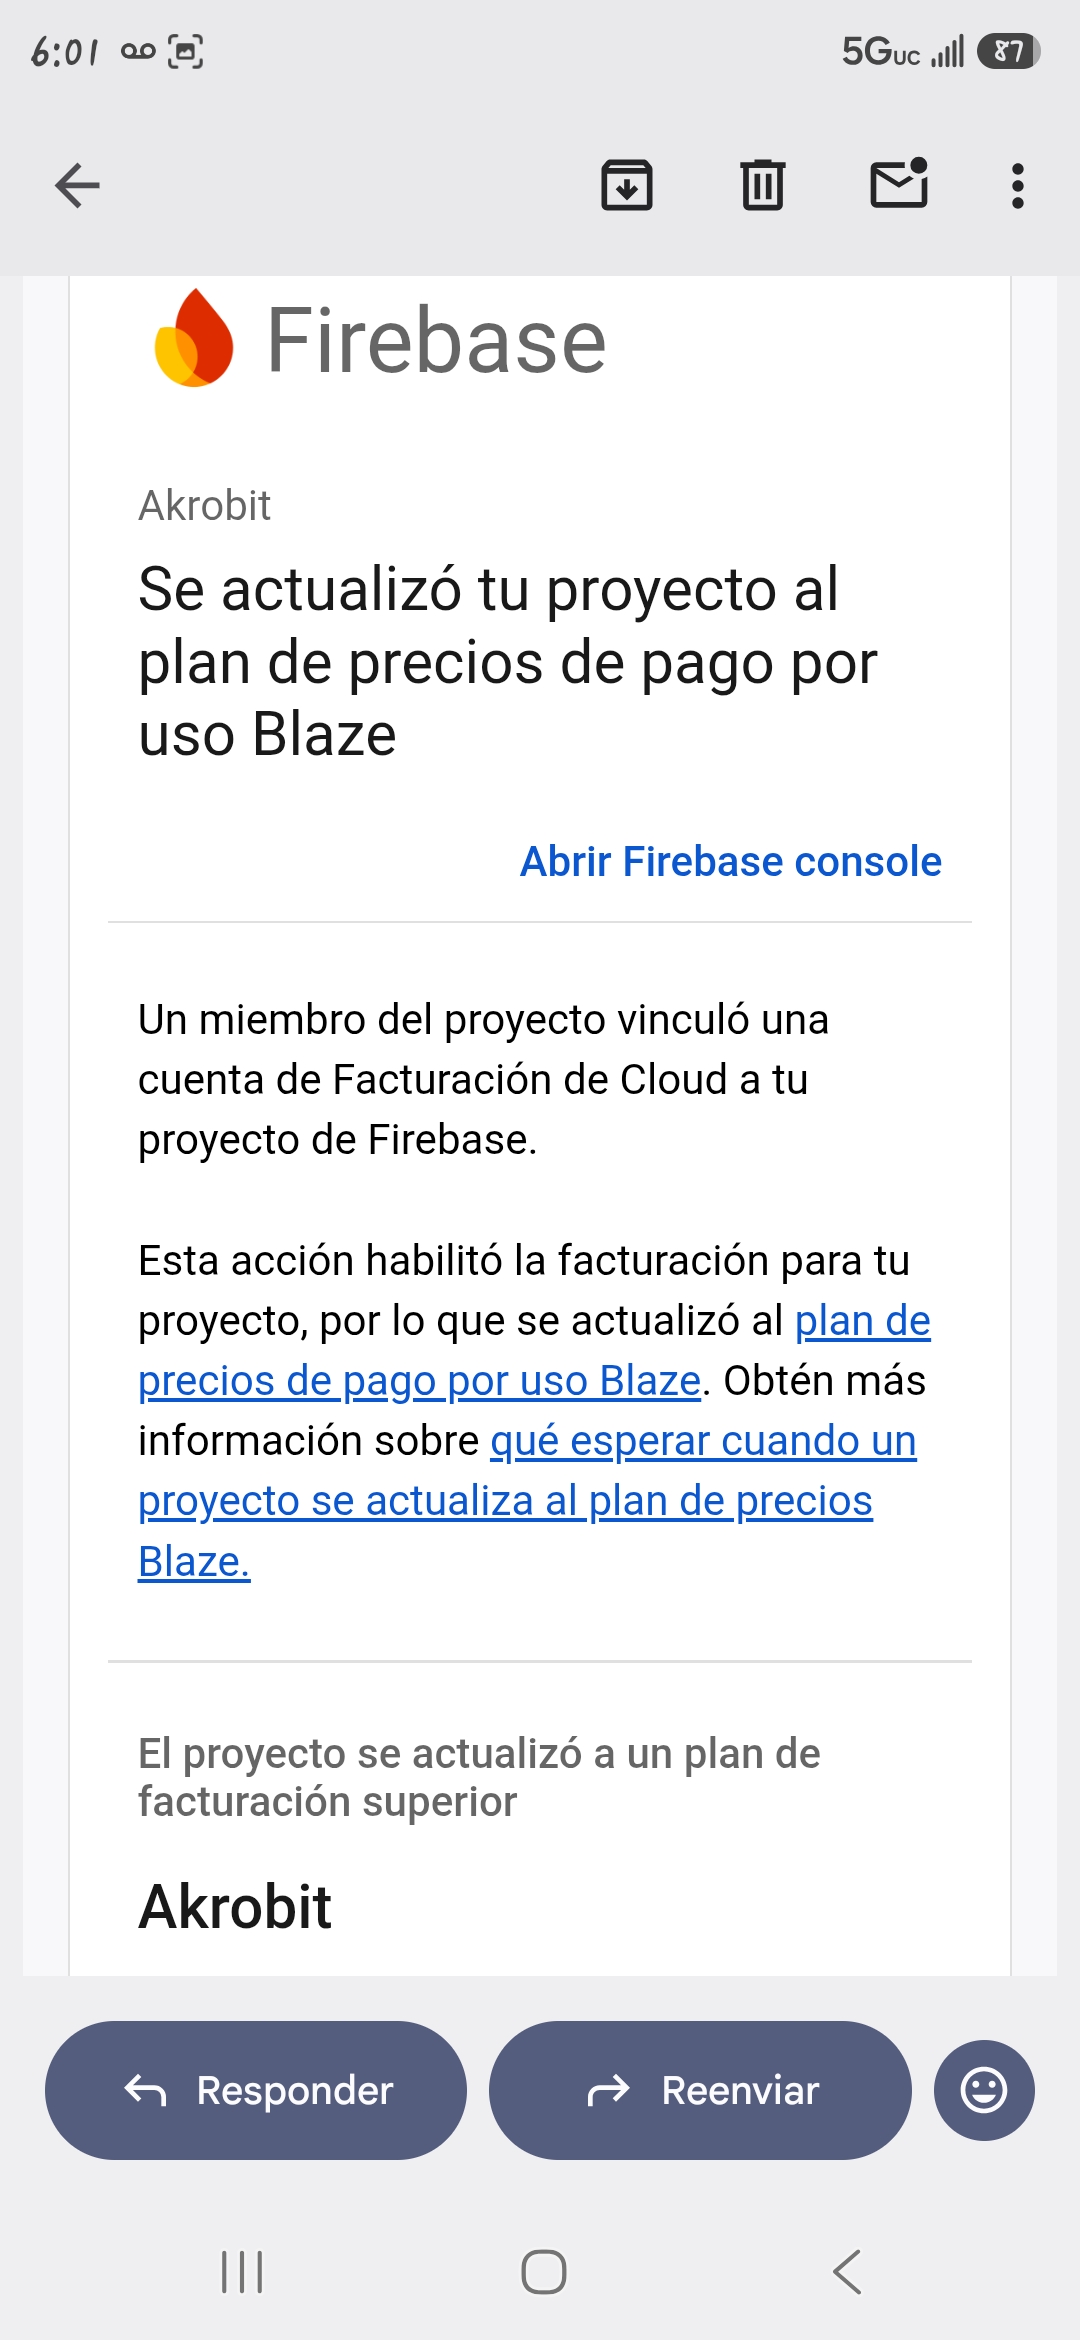 6:01
5G UC
87
Firebase
Akrobit
Se actualizó tu proyecto al
plan de precios de pago por
uso Blaze
Abrir Firebase console
Un miembro del proyecto vinculó una
cuenta de Facturación de Cloud a tu
proyecto de Firebase.
Esta acción habilitó la facturación para tu
proyecto, por lo que se actualizó al plan de
precios de pago por uso Blaze. Obtén más
información sobre qué esperar cuando un
proyecto se actualiza al plan de precios
Blaze.
El proyecto se actualizó a un plan de
facturación superior
Akrobit
Responder
Reenviar